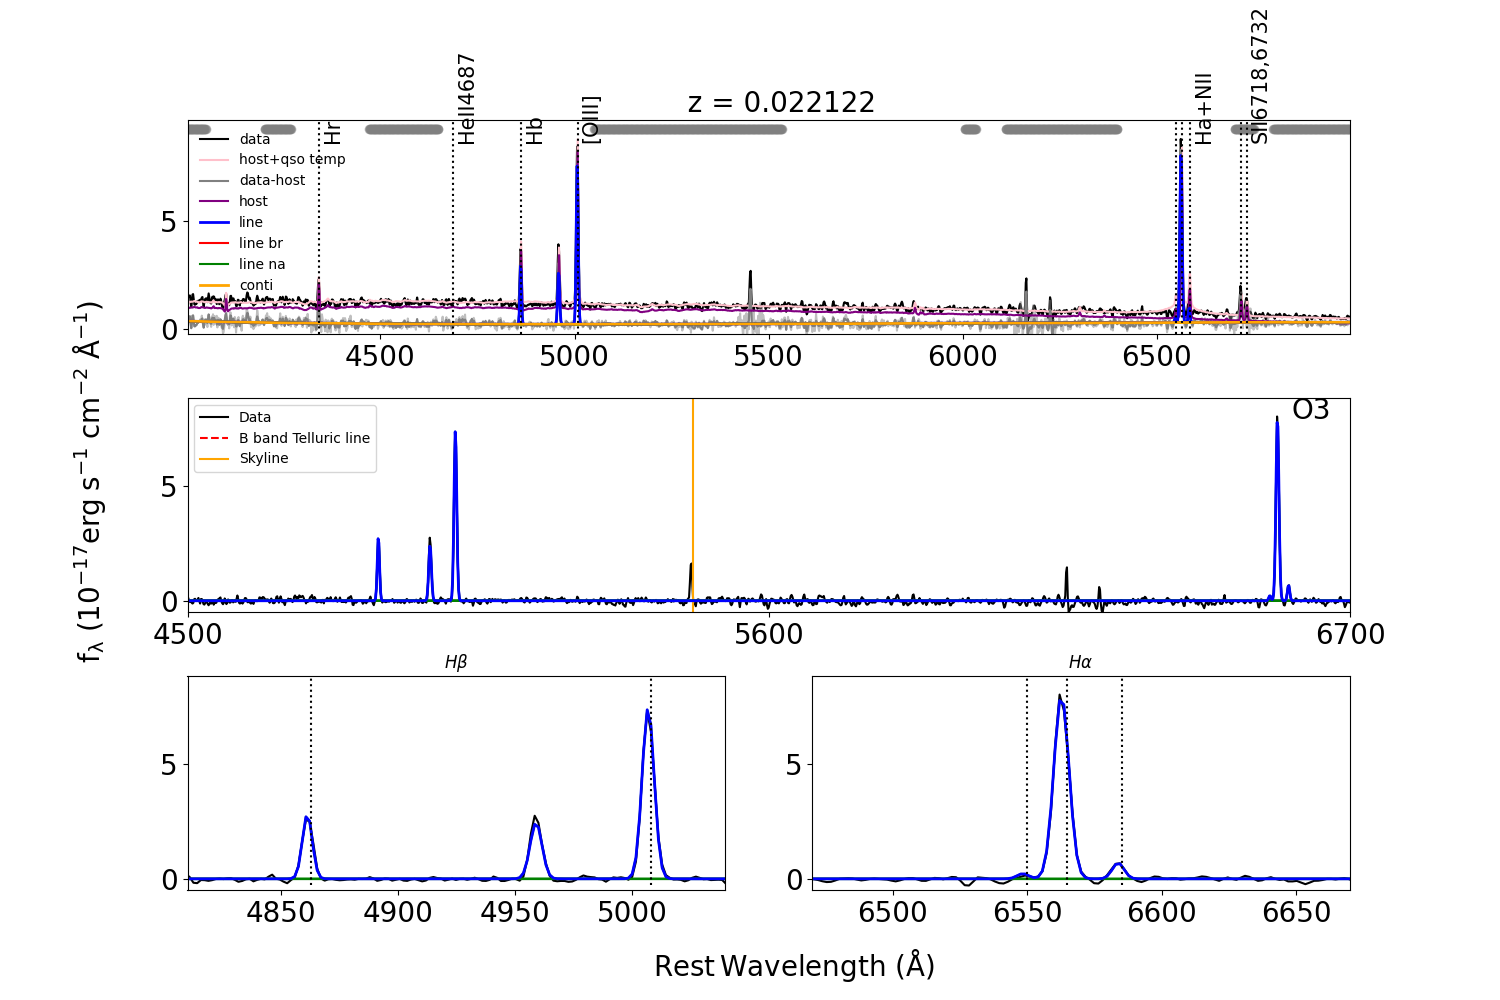 z = 0.022122
Hr
HeII4687
Hb
[OIII]
Ha+NII
SII6718,6732
data
host+qso temp
data-host
host
line
line br
line na
conti
5
0
4500 5000 5500 6000 6500
O3
Data
B band Telluric line
Skyline
5
0
4500 5600 6700
fλ (10⁻¹⁷erg s⁻¹ cm⁻² Å⁻¹)
Hβ
5
0
4850 4900 4950 5000
Hα
5
0
6500 6550 6600 6650
Rest Wavelength (Å)